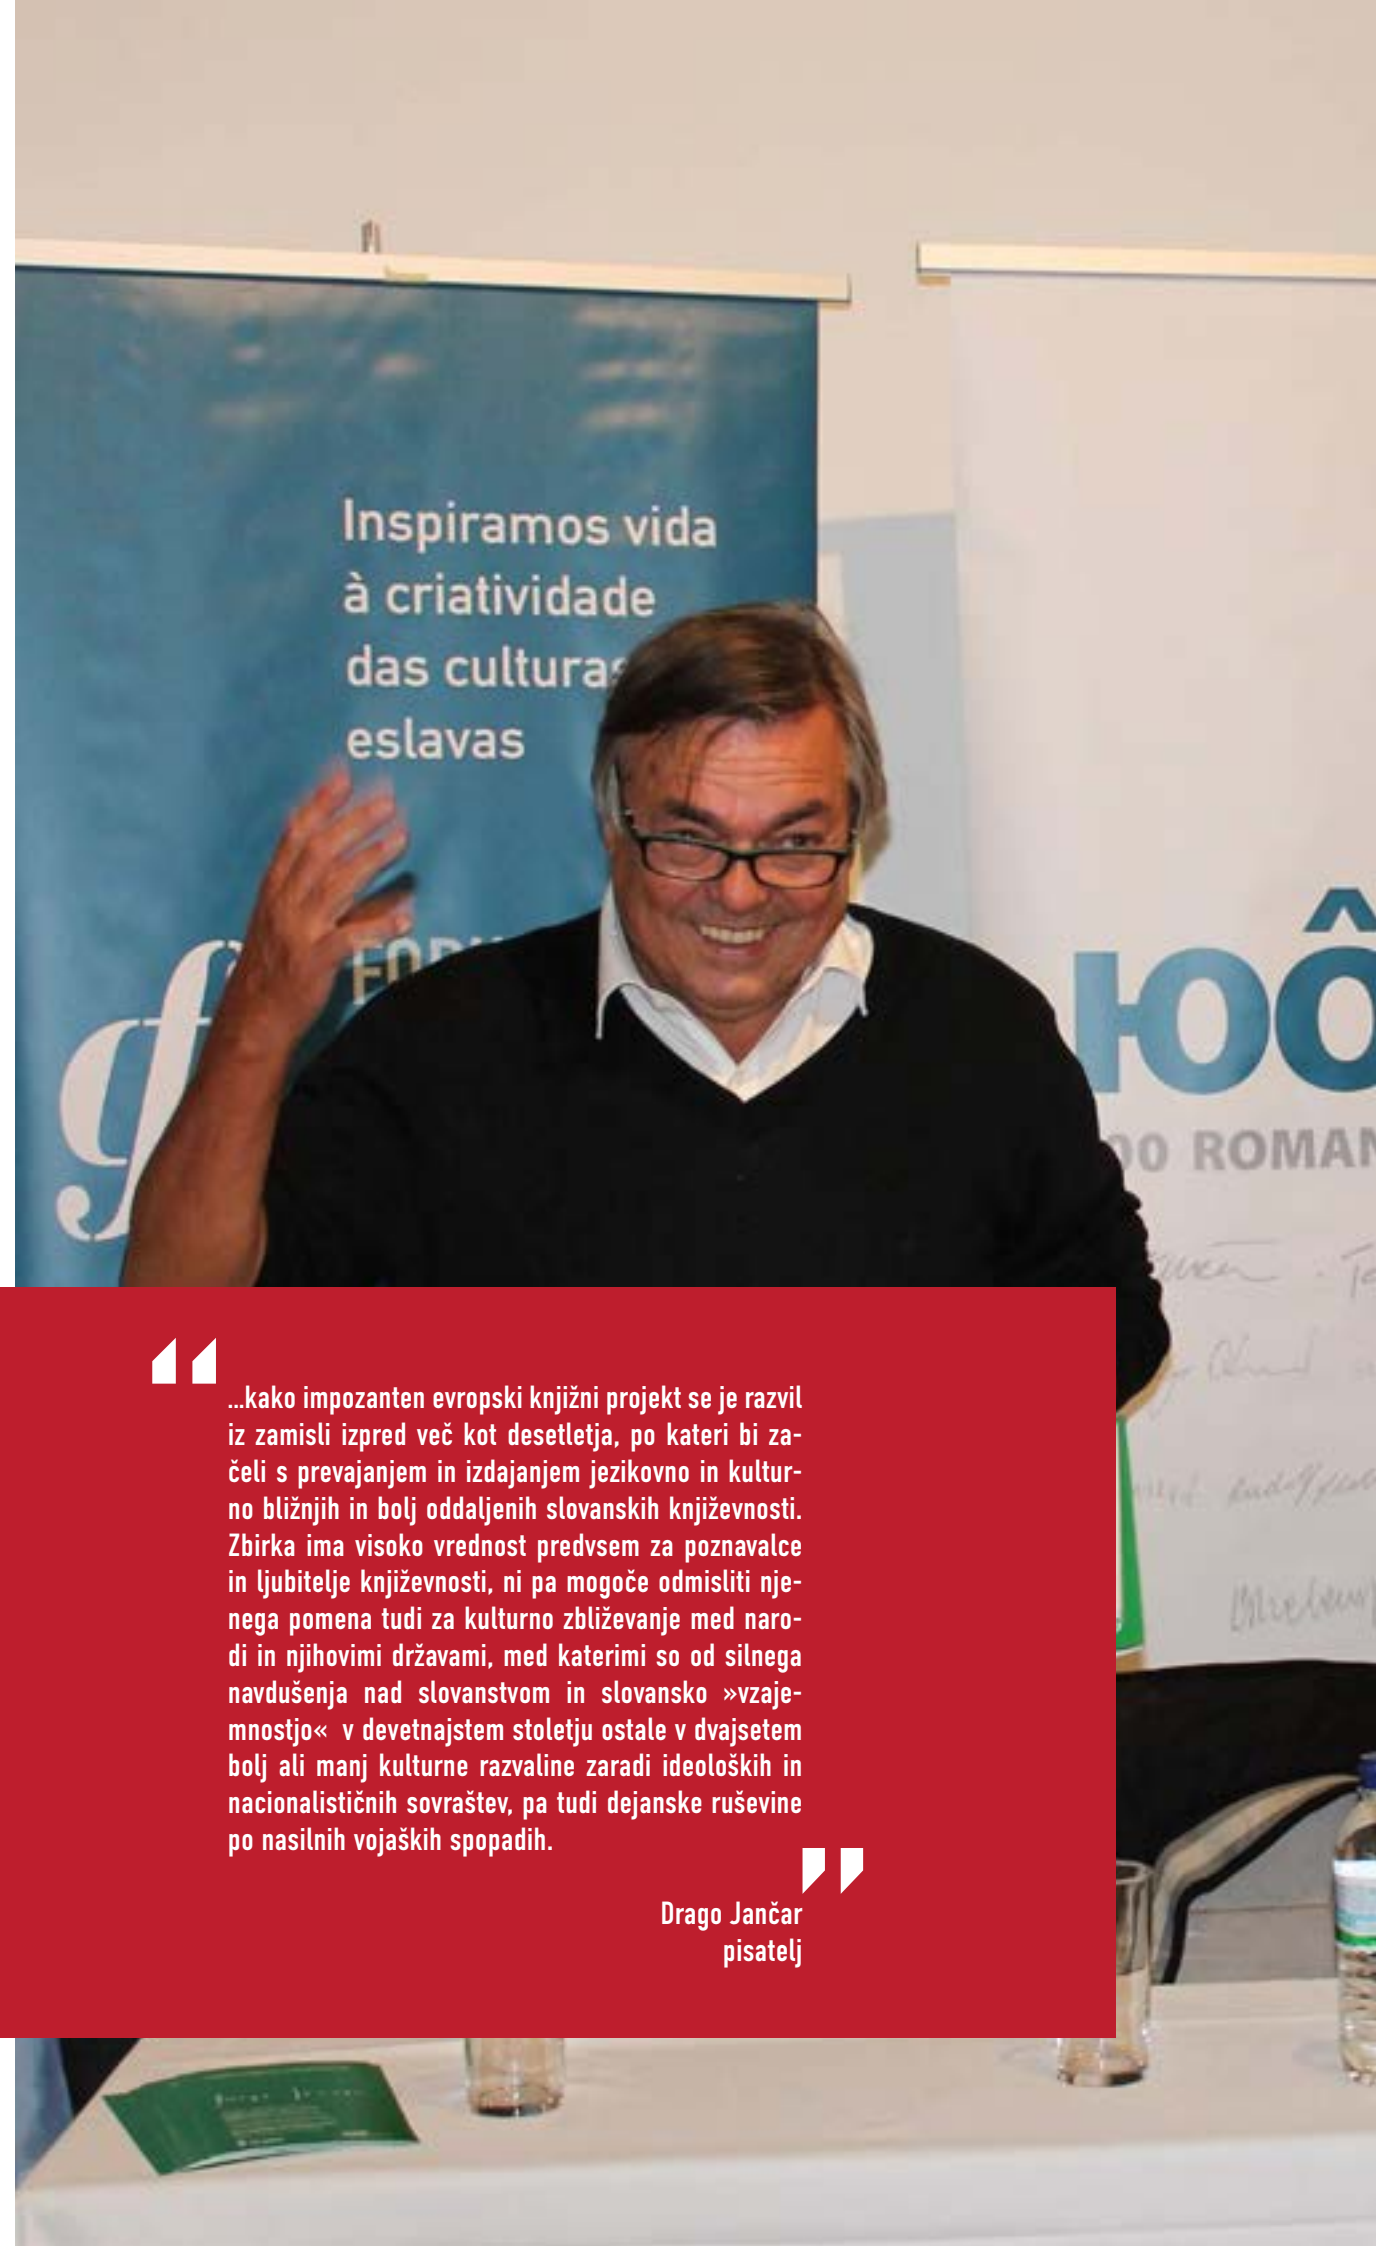 Inspiramos vida
à criatividade
das culturas
eslavas
юô
00 ROMAN
...kako impozanten evropski knjižni projekt se je razvil
iz zamisli izpred več kot desetletja, po kateri bi za-
čeli s prevajanjem in izdajanjem jezikovno in kultur-
no bližnjih in bolj oddaljenih slovanskih književnosti.
Zbirka ima visoko vrednost predvsem za poznavalce
in ljubitelje književnosti, ni pa mogoče odmisliti nje-
nega pomena tudi za kulturno zbliževanje med naro-
di in njihovimi državami, med katerimi so od silnega
navdušenja nad slovanstvom in slovansko »vzaje-
mnostjo« v devetnajstem stoletju ostale v dvajsetem
bolj ali manj kulturne razvaline zaradi ideoloških in
nacionalističnih sovraštev, pa tudi dejanske ruševine
po nasilnih vojaških spopadih.
Drago Jančar
pisatelj